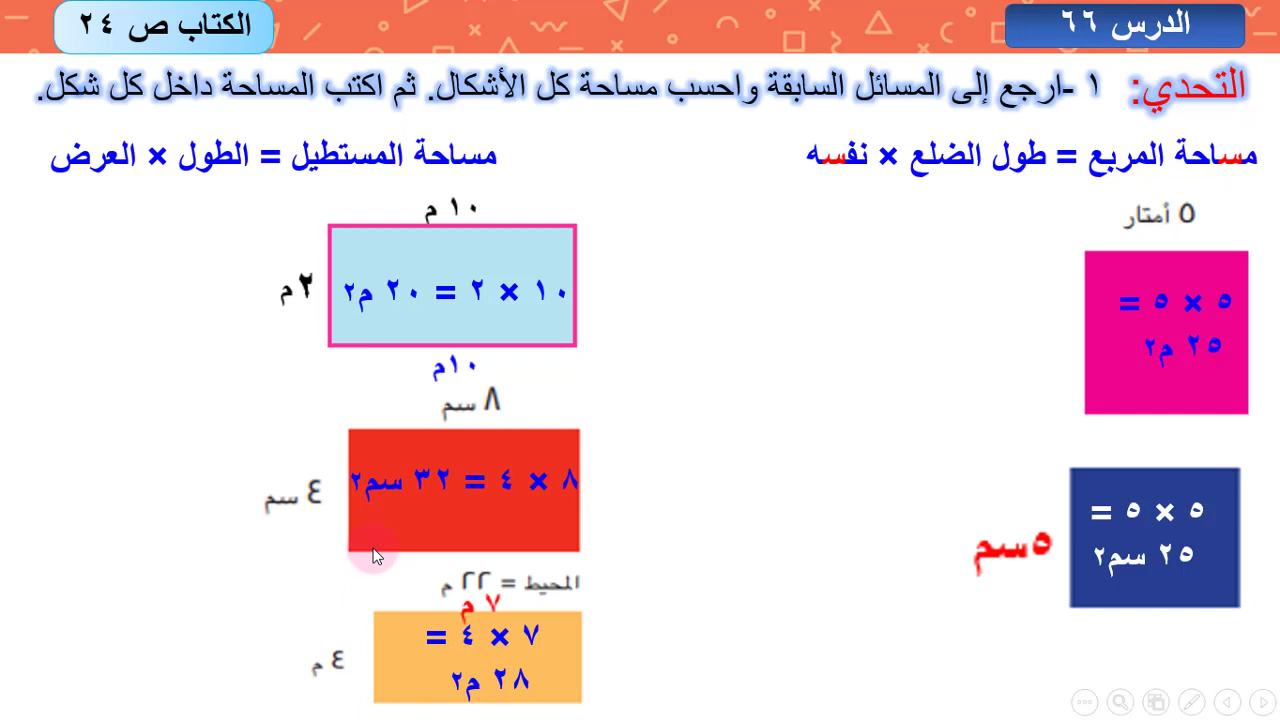 الدرس ٦٦
الكتاب ص ٢٤
التحدي: ١ -ارجع إلى المسائل السابقة واحسب مساحة كل الأشكال. ثم اكتب المساحة داخل كل شكل.
مساحة المربع = طول الضلع × نفسه
مساحة المستطيل = الطول × العرض
٥ أمتار
٥ × ٥ =
٢٥ م٢
٥سم
٥ × ٥ =
٢٥ سم٢
١٠ م
٢م
١٠ × ٢ = ٢٠ م٢
١٠م
٨ سم
٤ سم
٨ × ٤ = ٣٢ سم٢
المحيط = ٢٢ م
٧ م
٤ م
٧ × ٤ =
٢٨ م٢